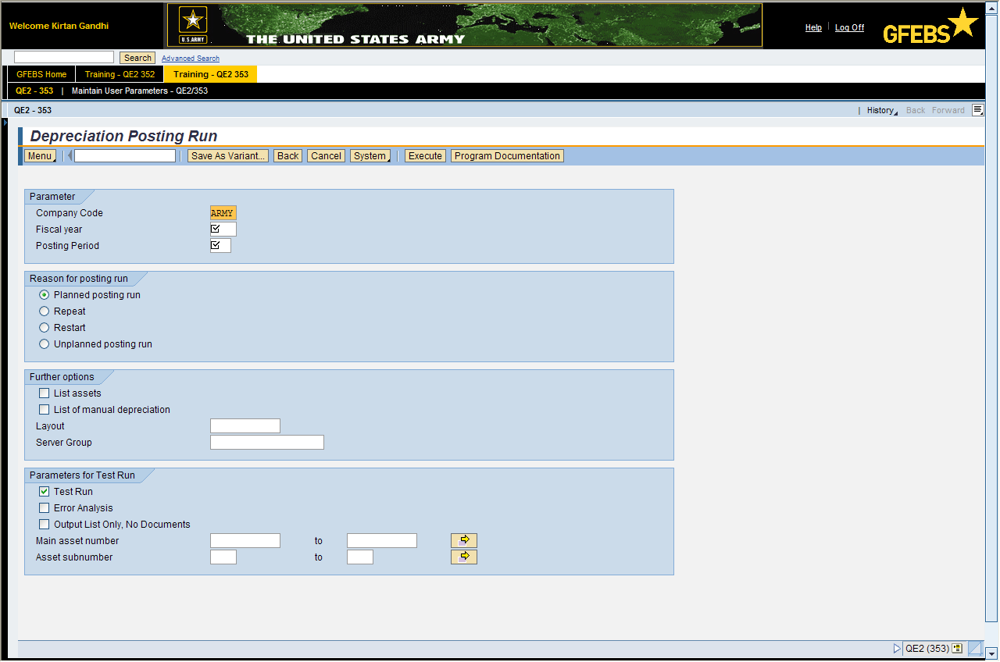 Welcome Kirtan Gandhi
U.S.ARMY
THE UNITED STATES ARMY
Help
Log Off
GFEBS
Search
Advanced Search
GFEBS Home
Training - QE2 352
Training - QE2 353
QE2 - 353 | Maintain User Parameters - QE2/353
QE2 - 353
History
Back
Forward
Depreciation Posting Run
Menu
Save As Variant...
Back
Cancel
System
Execute
Program Documentation
Parameter
Company Code ARMY
Fiscal year
Posting Period
Reason for posting run
Planned posting run
Repeat
Restart
Unplanned posting run
Further options
List assets
List of manual depreciation
Layout
Server Group
Parameters for Test Run
Test Run
Error Analysis
Output List Only, No Documents
Main asset number to
Asset subnumber to
QE2 (353)